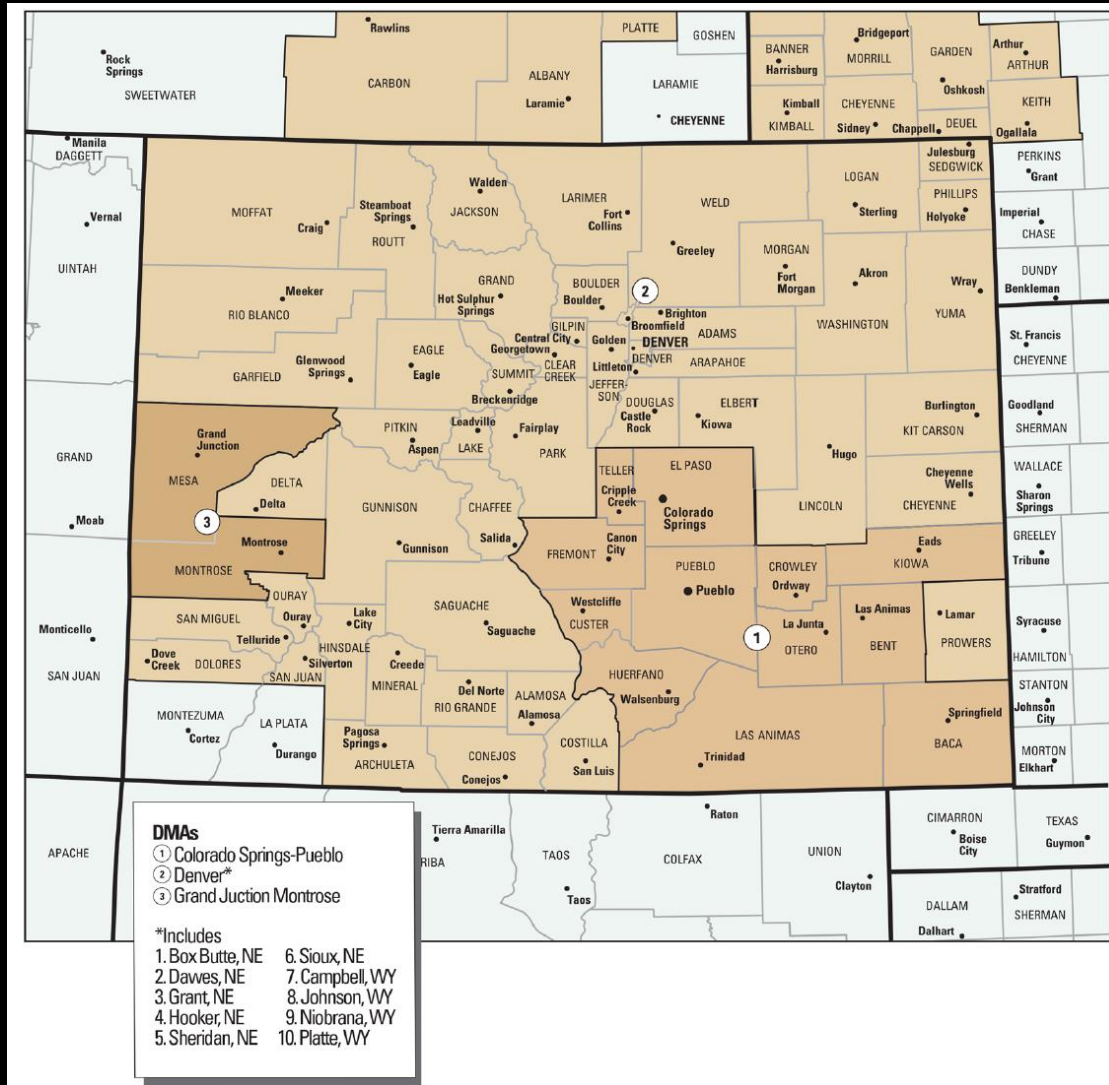 Rawlins
PLATTE
GOSHEN
BANNER
Harrisburg
Bridgeport
MORRILL
GARDEN
Arthur
ARTHUR
Rock
Springs
SWEETWATER
CARBON
ALBANY
Laramie
LARAMIE
CHEYENNE
Oshkosh
Kimball
KIMBALL
CHEYENNE
Sidney
Chappell
DEUEL
KEITH
Ogallala
Manila
DAGGETT
Vernal
UINTAH
MOFFAT
Craig
Steamboat
Springs
ROUTT
Walden
JACKSON
LARIMER
Fort
Collins
WELD
Greeley
LOGAN
Sterling
Julesburg
SEDGWICK
PHILLIPS
Holyoke
PERKINS
Grant
Imperial
CHASE
MORGAN
Fort
Morgan
Akron
WASHINGTON
Wray
YUMA
DUNDY
Benkleman
Meeker
RIO BLANCO
GRAND
Hot Sulphur
Springs
BOULDER
Boulder
2
Brighton
Broomfield
ADAMS
GILPIN
Central City
Georgetown
CLEAR
CREEK
Golden
DENVER
DENVER
Littleton
ARAPAHOE
JEFFER-
SON
St. Francis
CHEYENNE
Glenwood
Springs
GARFIELD
EAGLE
Eagle
SUMMIT
Breckenridge
DOUGLAS
Castle
Rock
ELBERT
Kiowa
Burlington
KIT CARSON
Goodland
SHERMAN
GRAND
Moab
Grand
Junction
MESA
PITKIN
Aspen
Leadville
LAKE
Fairplay
PARK
Hugo
LINCOLN
Cheyenne
Wells
CHEYENNE
WALLACE
Sharon
Springs
DELTA
Delta
GUNNISON
Gunnison
CHAFFEE
Salida
TELLER
Cripple
Creek
EL PASO
Colorado
Springs
3
Montrose
MONTROSE
FREMONT
Canon
City
PUEBLO
Pueblo
CROWLEY
Ordway
Eads
KIOWA
GREELEY
Tribune
OURAY
Ouray
SAN MIGUEL
Telluride
Lake
City
HINSDALE
SAGUACHE
Saguache
Westcliffe
CUSTER
1
La Junta
OTERO
Las Animas
BENT
Lamar
PROWERS
Syracuse
HAMILTON
Monticello
SAN JUAN
Dove
Creek
DOLORES
Silverton
SAN JUAN
Creede
MINERAL
Del Norte
RIO GRANDE
ALAMOSA
Alamosa
HUERFANO
Walsenburg
STANTON
Johnson
City
MONTEZUMA
Cortez
LA PLATA
Durango
Pagosa
Springs
ARCHULETA
CONEJOS
Conejos
COSTILLA
San Luis
LAS ANIMAS
Trinidad
Springfield
BACA
MORTON
Elkhart
APACHE
Tierra Amarilla
RIBA
TAOS
Taos
Raton
COLFAX
UNION
Clayton
CIMARRON
Boise
City
TEXAS
Guymon
DALLAM
Dalhart
Stratford
SHERMAN
DMAs
1 Colorado Springs-Pueblo
2 Denver*
3 Grand Juction Montrose
*Includes
1. Box Butte, NE
2. Dawes, NE
3. Grant, NE
4. Hooker, NE
5. Sheridan, NE
6. Sioux, NE
7. Campbell, WY
8. Johnson, WY
9. Niobrana, WY
10. Platte, WY